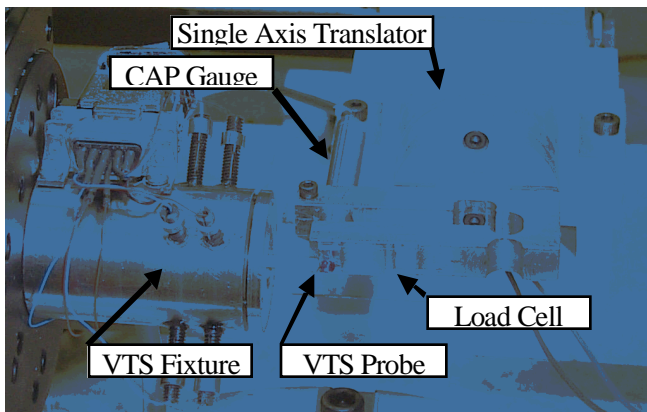 Single Axis Translator
CAP Gauge
Load Cell
VTS Fixture
VTS Probe